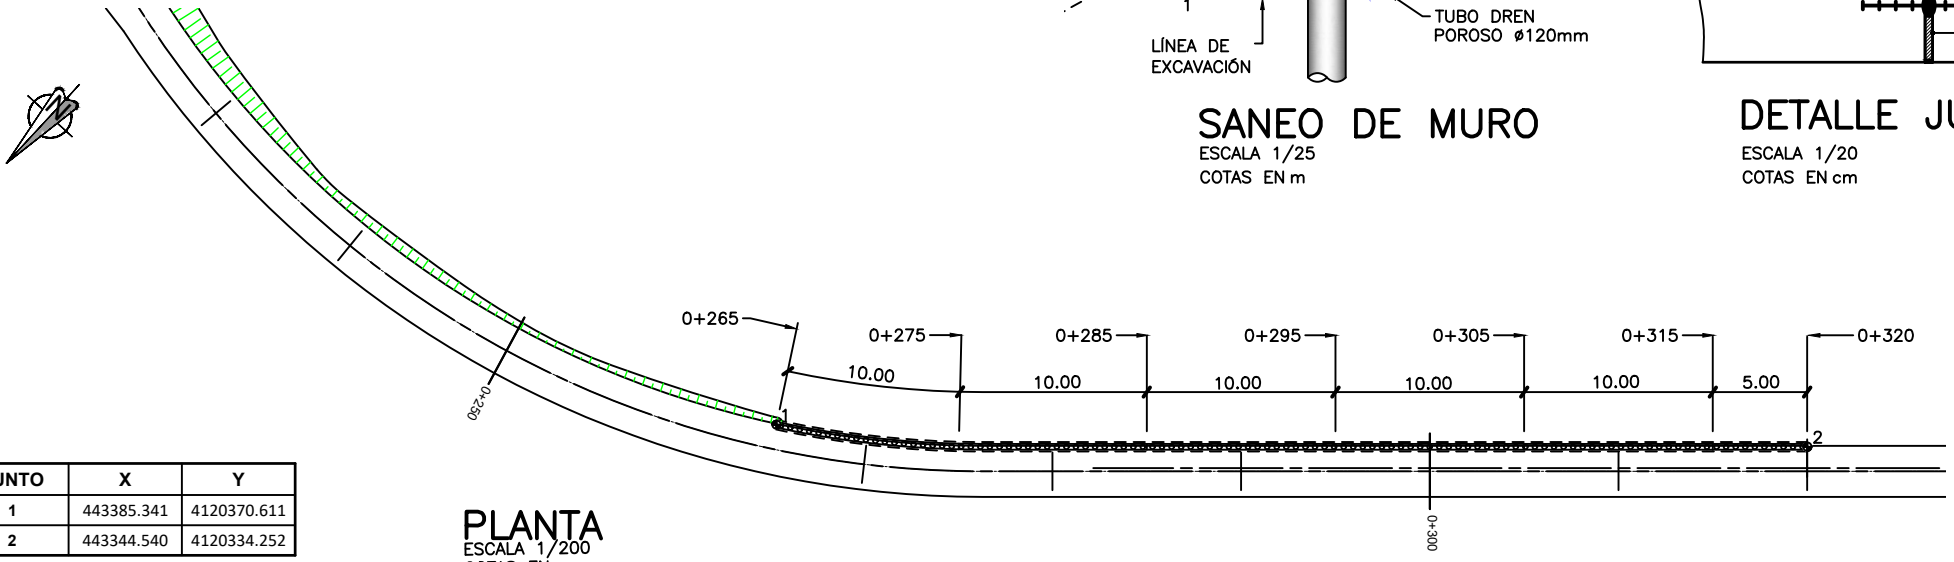 1
TUBO DREN
POROSO ø120mm
LÍNEA DE
EXCAVACIÓN
SANEO DE MURO
ESCALA 1/25
COTAS EN m
ESCALA 1/20
COTAS EN cm
DETALLE
N
0+265
0+275
0+285
0+295
0+305
0+315
0+320
10.00
10.00
10.00
10.00
10.00
5.00
0+250
1
2
0+300
X Y
1 443385.341 4120370.611
2 443344.540 4120334.252
PLANTA
ESCALA 1/200